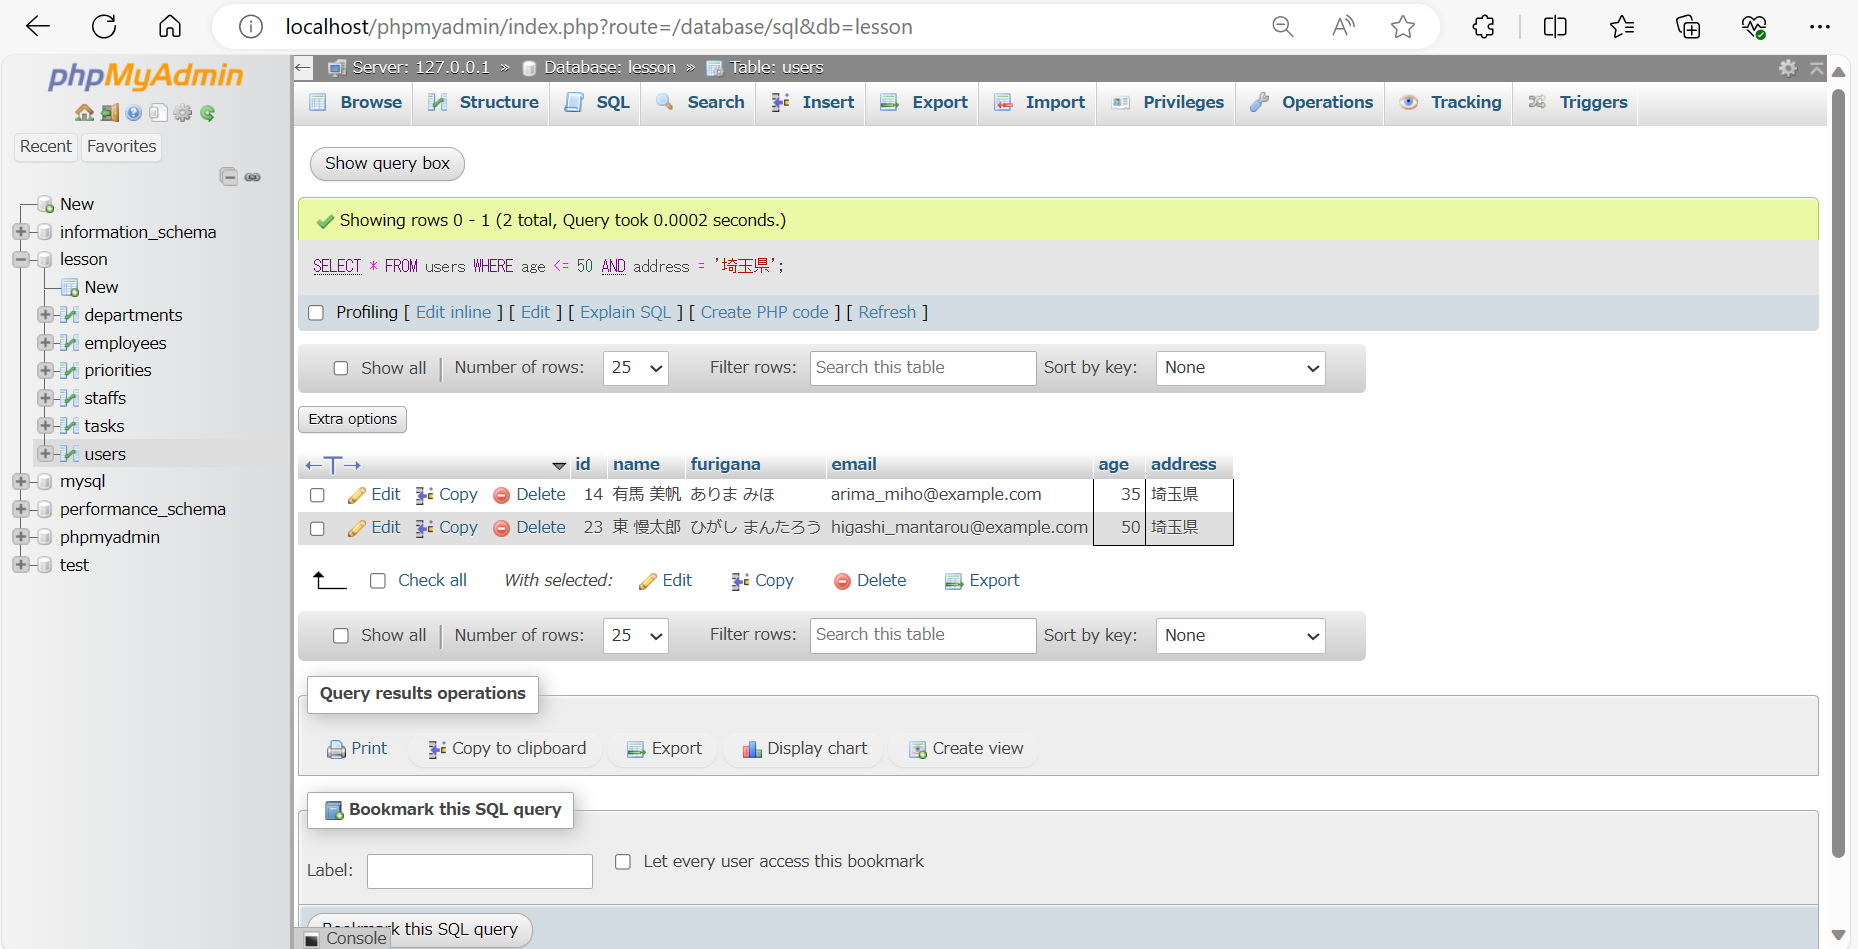 localhost/phpmyadmin/index.php?route=/database/sql&db=lesson
phpMyAdmin
Recent Favorites
New
information_schema
lesson
New
departments
employees
priorities
staffs
tasks
users
mysql
performance_schema
phpmyadmin
test
Server: 127.0.0.1 » Database: lesson » Table: users
Browse Structure SQL Search Insert Export Import Privileges Operations Tracking Triggers
Show query box
Showing rows 0 - 1 (2 total, Query took 0.0002 seconds.)
SELECT * FROM users WHERE age <= 50 AND address = '埼玉県';
Profiling [ Edit inline ] [ Edit ] [ Explain SQL ] [ Create PHP code ] [ Refresh ]
Show all Number of rows: 25 Filter rows: Search this table Sort by key: None
Extra options
←T→ id name furigana email age address
Edit Copy Delete 14 有馬 美帆 ありま みほ arima_miho@example.com 35 埼玉県
Edit Copy Delete 23 東 慢太郎 ひがし まんたろう higashi_mantarou@example.com 50 埼玉県
Check all With selected: Edit Copy Delete Export
Show all Number of rows: 25 Filter rows: Search this table Sort by key: None
Query results operations
Print Copy to clipboard Export Display chart Create view
Bookmark this SQL query
Label: Let every user access this bookmark
Bookmark this SQL query
Console